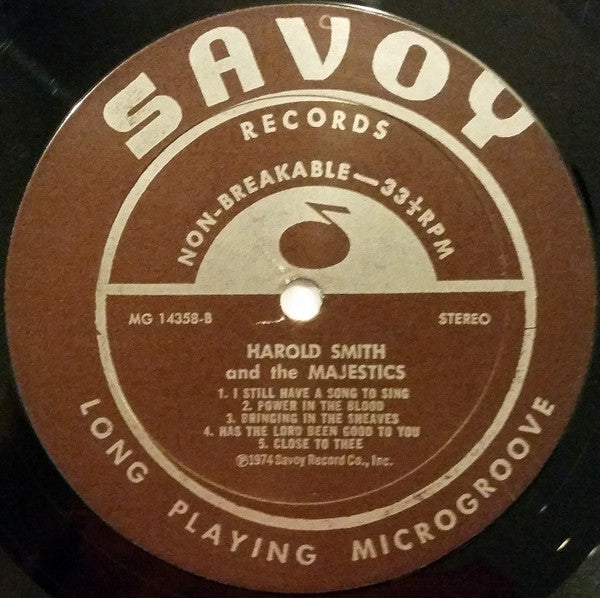 SAVOY
RECORDS
NON-BREAKABLE—33⅓RPM
MG 14358-B
STEREO
HAROLD SMITH
and the MAJESTICS
1. I STILL HAVE A SONG TO SING
2. POWER IN THE BLOOD
3. BRINGING IN THE SHEAVES
4. HAS THE LORD BEEN GOOD TO YOU
5. CLOSE TO THEE
℗1974 Savoy Record Co., Inc.
LONG PLAYING MICROGROOVE